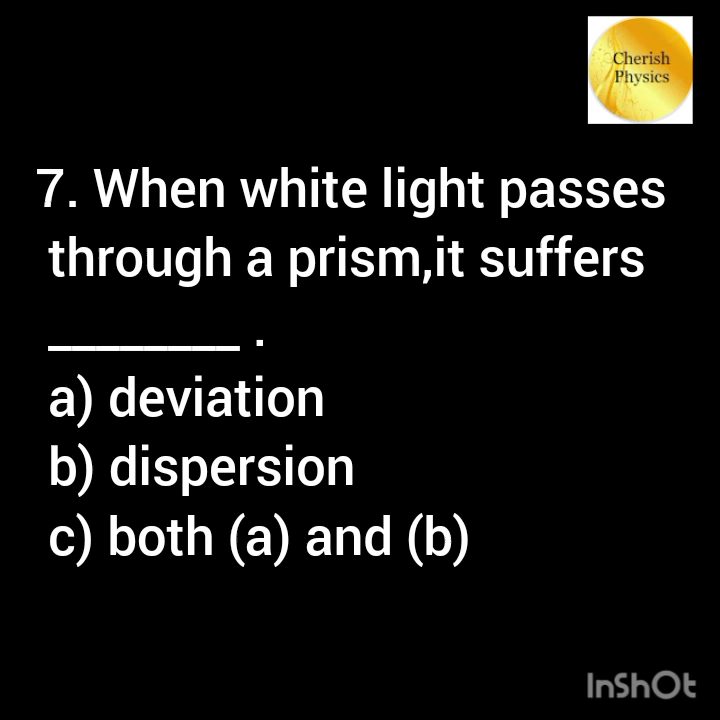 Cherish
Physics
7. When white light passes
through a prism,it suffers
________ .
a) deviation
b) dispersion
c) both (a) and (b)
InShOt